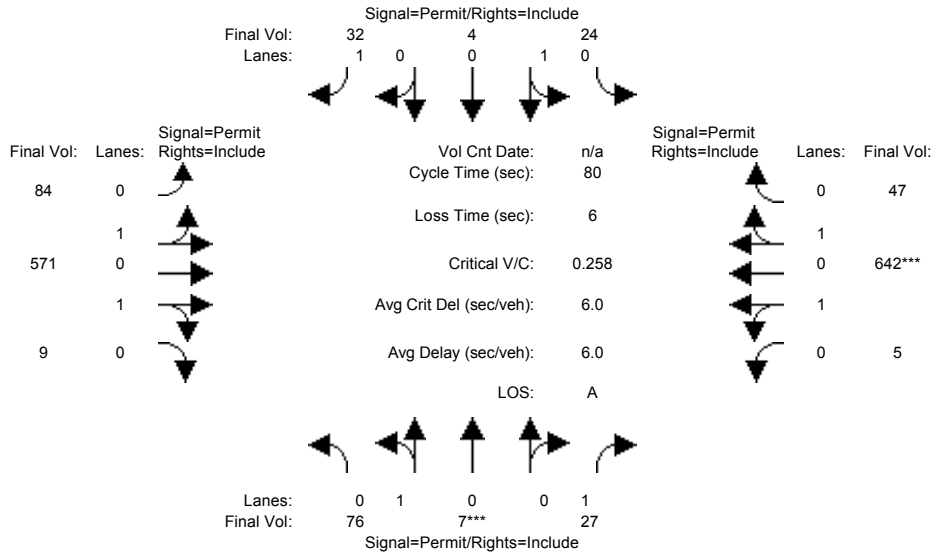 Signal=Permit/Rights=Include
Final Vol: 32 4 24
Lanes: 1 0 0 1 0
Signal=Permit Signal=Permit
Final Vol: Lanes: Rights=Include Vol Cnt Date: n/a Rights=Include Lanes: Final Vol:
Cycle Time (sec): 80
84 0 0 47
Loss Time (sec): 6
1 1
571 0 Critical V/C: 0.258 0 642***
1 Avg Crit Del (sec/veh): 6.0 1
9 0 Avg Delay (sec/veh): 6.0 0 5
LOS: A
Lanes: 0 1 0 0 1
Final Vol: 76 7*** 27
Signal=Permit/Rights=Include